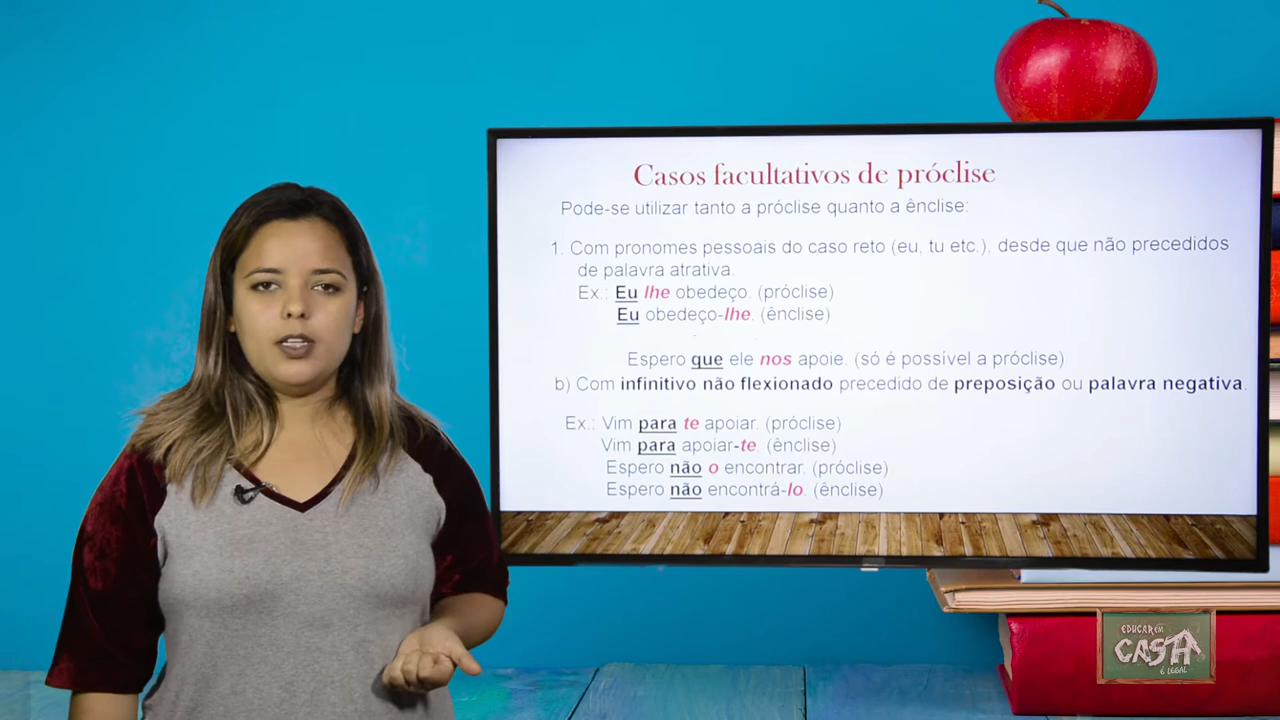 Casos facultativos de próclise
Pode-se utilizar tanto a próclise quanto a ênclise:
1. Com pronomes pessoais do caso reto (eu, tu etc.), desde que não precedidos
de palavra atrativa.
Ex.: Eu lhe obedeço. (próclise)
Eu obedeço-lhe. (ênclise)
Espero que ele nos apoie. (só é possível a próclise)
b) Com infinitivo não flexionado precedido de preposição ou palavra negativa.
Ex.: Vim para te apoiar. (próclise)
Vim para apoiar-te. (ênclise)
Espero não o encontrar. (próclise)
Espero não encontrá-lo. (ênclise)
EDUCAR EM
CASA
É LEGAL